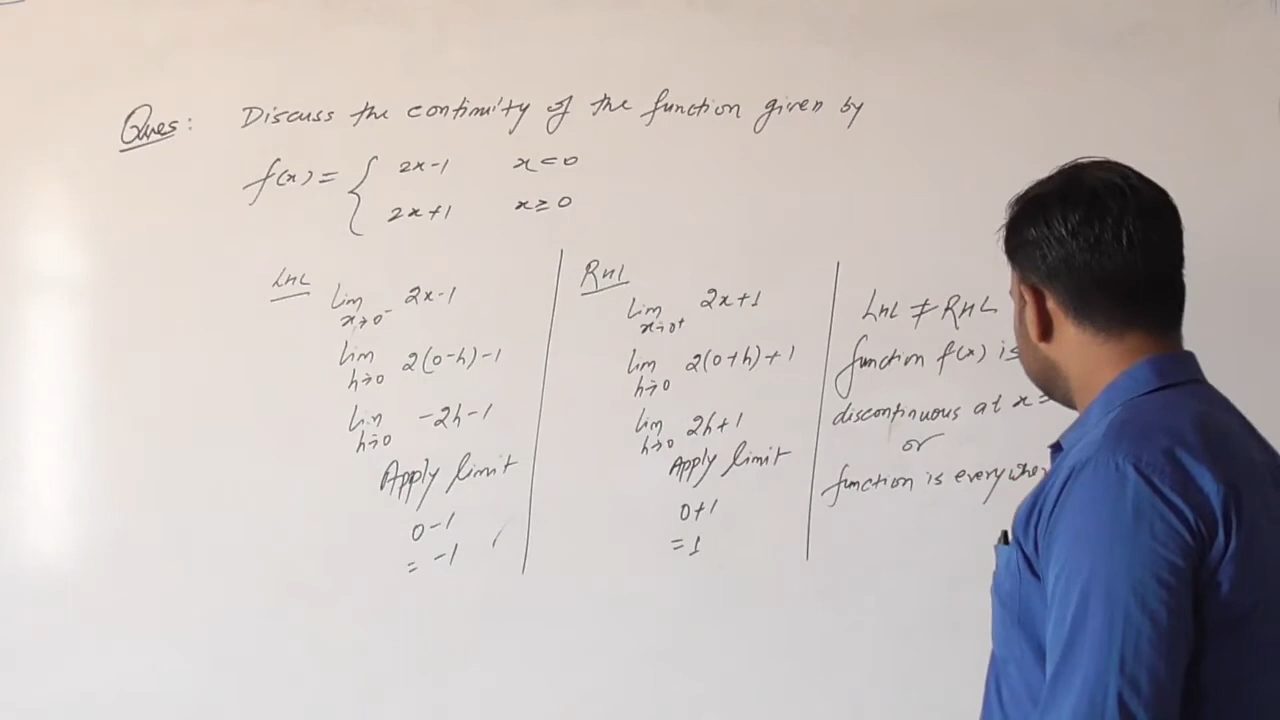 Ques: Discuss the continuity of the function given by
f(x) = { 2x-1 x<0
2x+1 x≥0
LHL
lim x→0⁻ 2x-1
lim h→0 2(0-h)-1
lim h→0 -2h-1
Apply limit
0-1
= -1
RHL
lim x→0⁺ 2x+1
lim h→0 2(0+h)+1
lim h→0 2h+1
Apply limit
0+1
=1
LHL ≠ RHL
function f(x) is
discontinuous at x=
or
function is everywhe